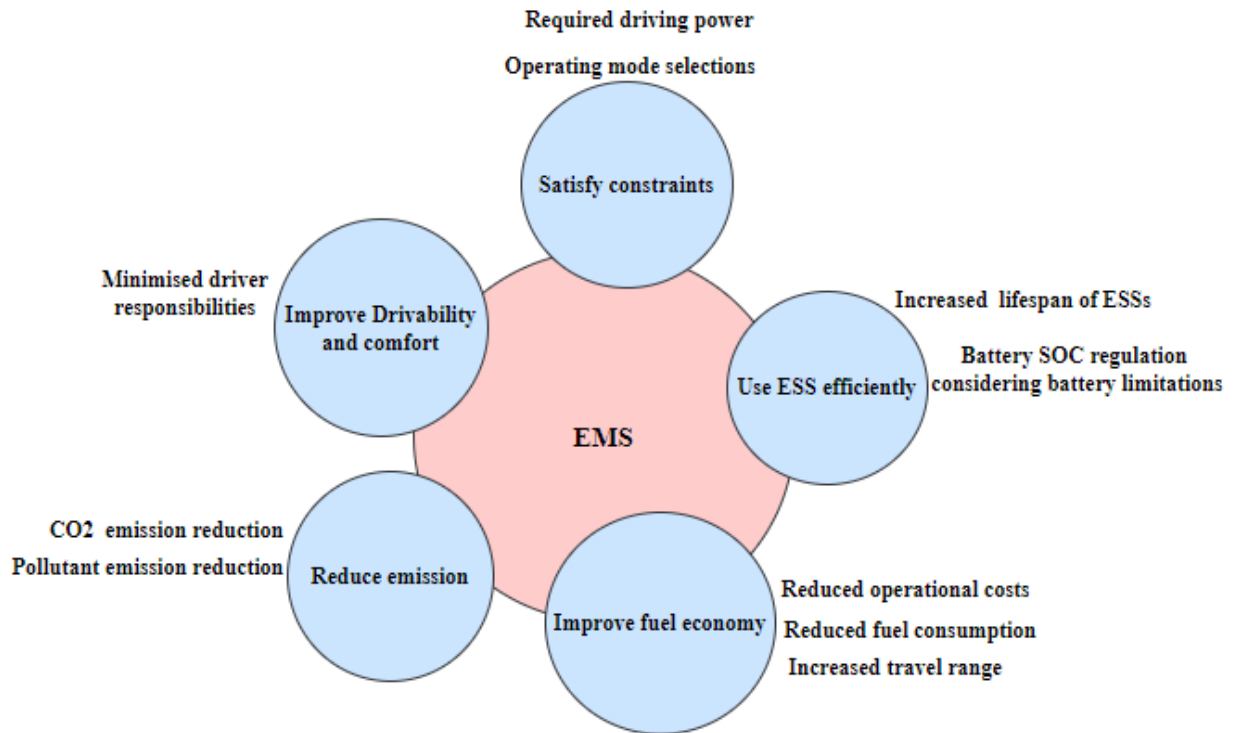 Required driving power
Operating mode selections
Satisfy constraints
Minimised driver
responsibilities
Improve Drivability
and comfort
Increased lifespan of ESSs
Battery SOC regulation
considering battery limitations
Use ESS efficiently
EMS
CO2 emission reduction
Pollutant emission reduction
Reduce emission
Improve fuel economy
Reduced operational costs
Reduced fuel consumption
Increased travel range